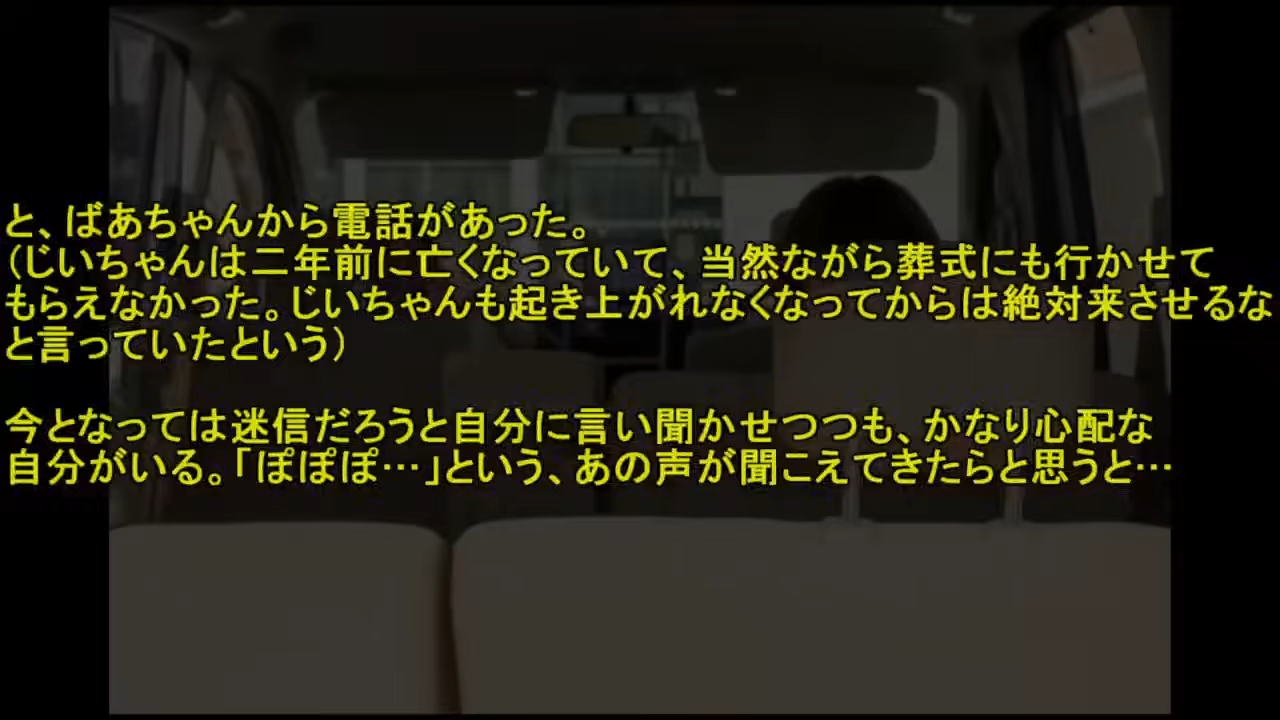 と、ばあちゃんから電話があった。
(じいちゃんは二年前に亡くなっていて、当然ながら葬式にも行かせて
もらえなかった。じいちゃんも起き上がれなくなってからは絶対来させるな
と言っていたという)
今となっては迷信だろうと自分に言い聞かせつつも、かなり心配な
自分がいる。「ぽぽぽ…」という、あの声が聞こえてきたらと思うと…